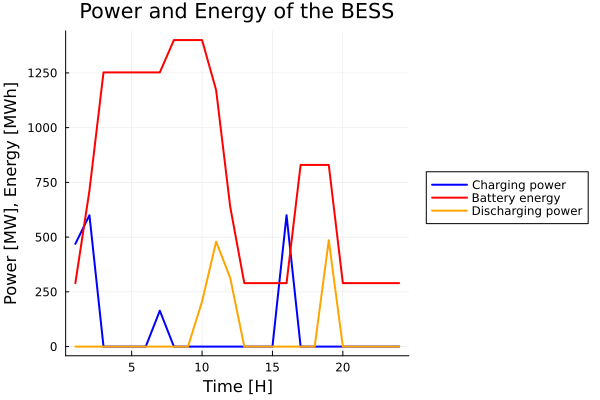 Power and Energy of the BESS
Power [MW], Energy [MWh]
1250
1000
750
500
250
0
5
10
15
20
Time [H]
Charging power
Battery energy
Discharging power